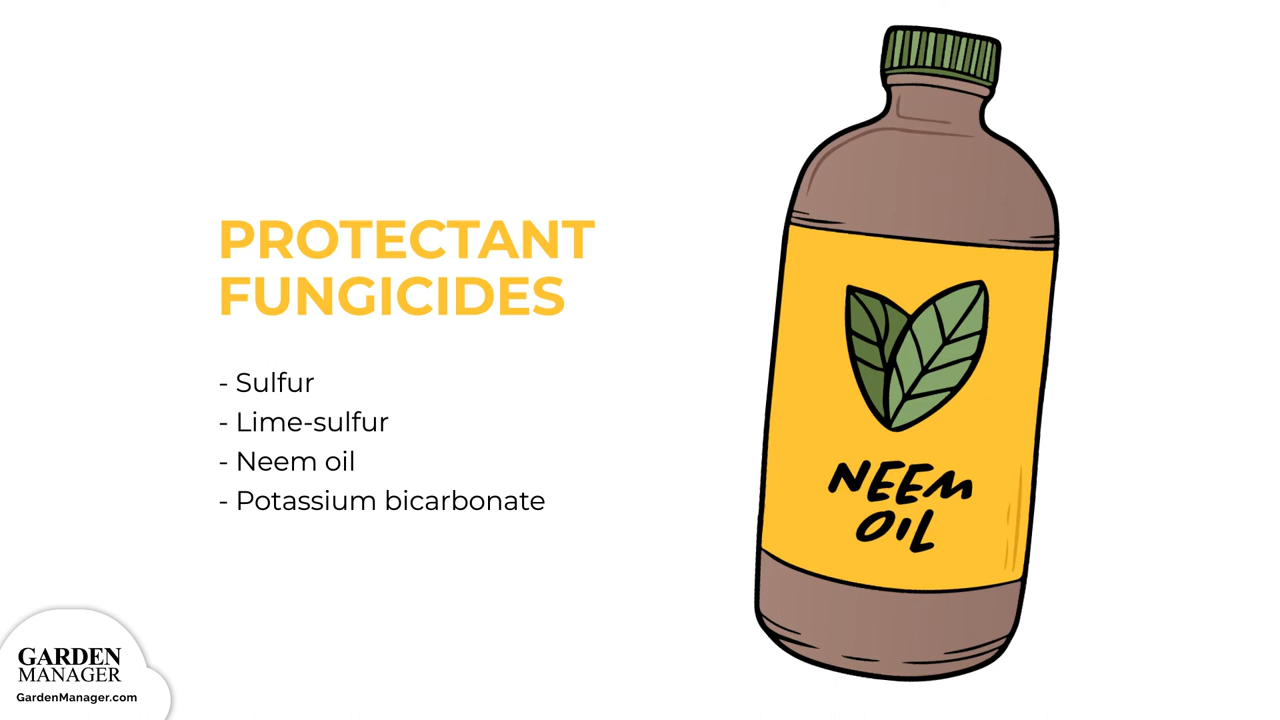 PROTECTANT
FUNGICIDES
- Sulfur
- Lime-sulfur
- Neem oil
- Potassium bicarbonate
NEEM
OIL
GARDEN
MANAGER
GardenManager.com